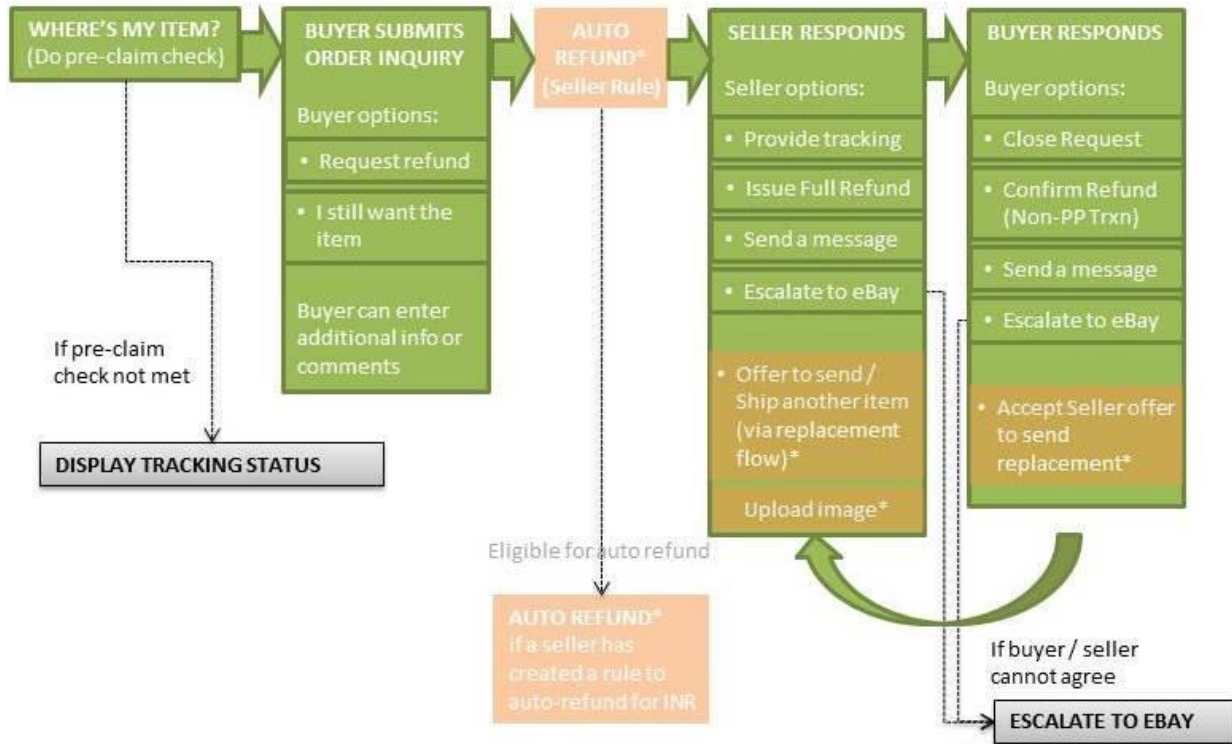 WHERE'S MY ITEM?
(Do pre-claim check)
BUYER SUBMITS
ORDER INQUIRY
Buyer options:
• Request refund
• I still want the
item
Buyer can enter
additional info or
comments
AUTO
REFUND*
(Seller Rule)
SELLER RESPONDS
Seller options:
• Provide tracking
• Issue Full Refund
• Send a message
• Escalate to eBay
• Offer to send /
Ship another item
(via replacement
flow)*
Upload image*
BUYER RESPONDS
Buyer options:
• Close Request
• Confirm Refund
(Non-PP Trxn)
• Send a message
• Escalate to eBay
• Accept Seller offer
to send
replacement*
If pre-claim
check not met
DISPLAY TRACKING STATUS
Eligible for auto refund
AUTO REFUND*
if a seller has
created a rule to
auto-refund for INR
If buyer / seller
cannot agree
ESCALATE TO EBAY